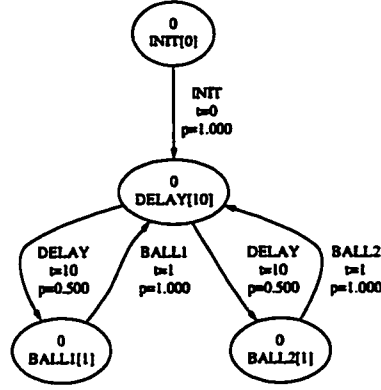 0
INIT[0]
INIT
t=0
p=1.000
0
DELAY[10]
DELAY
t=10
p=0.500
BALL1
t=1
p=1.000
DELAY
t=10
p=0.500
BALL2
t=1
p=1.000
0
BALL1[1]
0
BALL2[1]